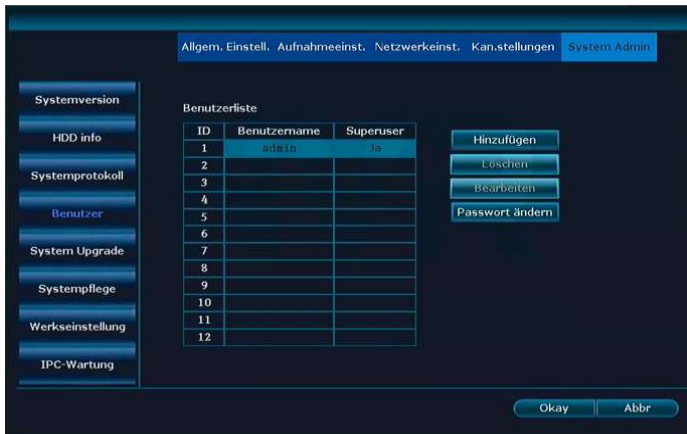 Allgem. Einstell. Aufnahmeeinst. Netzwerkeinst. Kan.stellungen System Admin
Systemversion
HDD info
Systemprotokoll
Benutzer
System Upgrade
Systempflege
Werkseinstellung
IPC-Wartung
Benutzerliste
ID Benutzername Superuser
1 admin Ja
2
3
4
5
6
7
8
9
10
11
12
Hinzufügen
Löschen
Bearbeiten
Passwort ändern
Okay Abbr